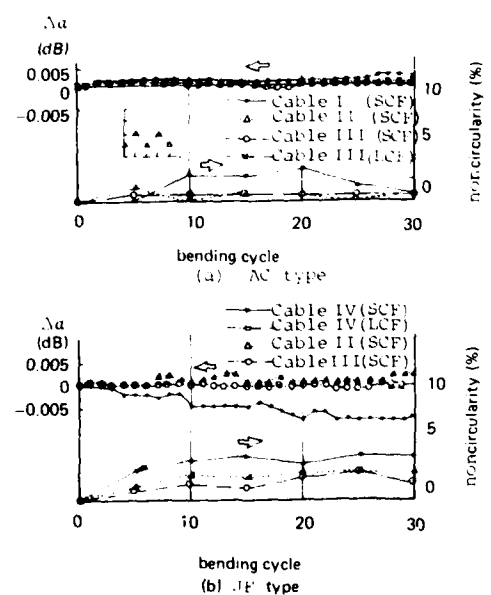 Δα
(dB)
0.005
0
−0.005
10
5
0
noncircularity (%)
Cable I (SCF)
Cable II (SCF)
Cable III (SCF)
Cable III (LCF)
0
10
20
30
bending cycle
(a) AC type
Cable IV (SCF)
Cable IV (LCF)
Cable II (SCF)
Cable III (SCF)
Δα
(dB)
0.005
0
−0.005
10
5
0
noncircularity (%)
0
10
20
30
bending cycle
(b) type